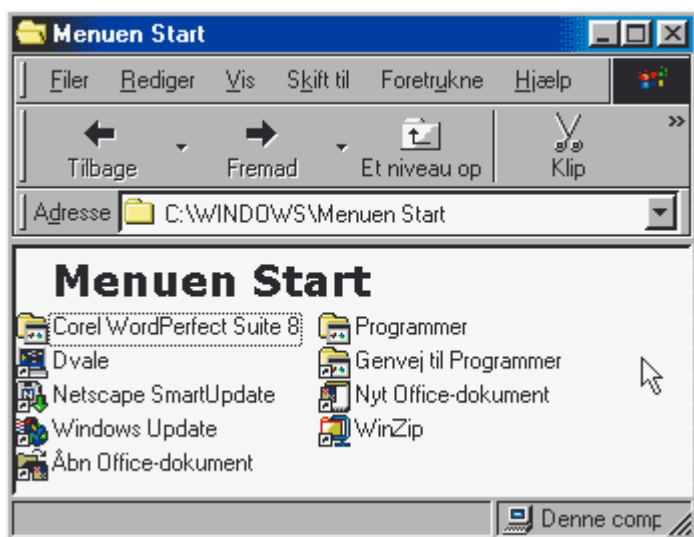 Menuen Start
Filer Rediger Vis Skift til Foretrukne Hjælp
Tilbage Fremad Et niveau op Klip »
Adresse C:\WINDOWS\Menuen Start
Menuen Start
Corel WordPerfect Suite 8 Programmer
Dvale Genvej til Programmer
Netscape SmartUpdate Nyt Office-dokument
Windows Update WinZip
Åbn Office-dokument
Denne comp